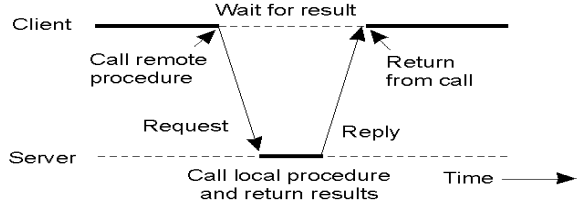 Wait for result
Client
Call remote
procedure
Return
from call
Request
Reply
Server
Call local procedure
and return results
Time